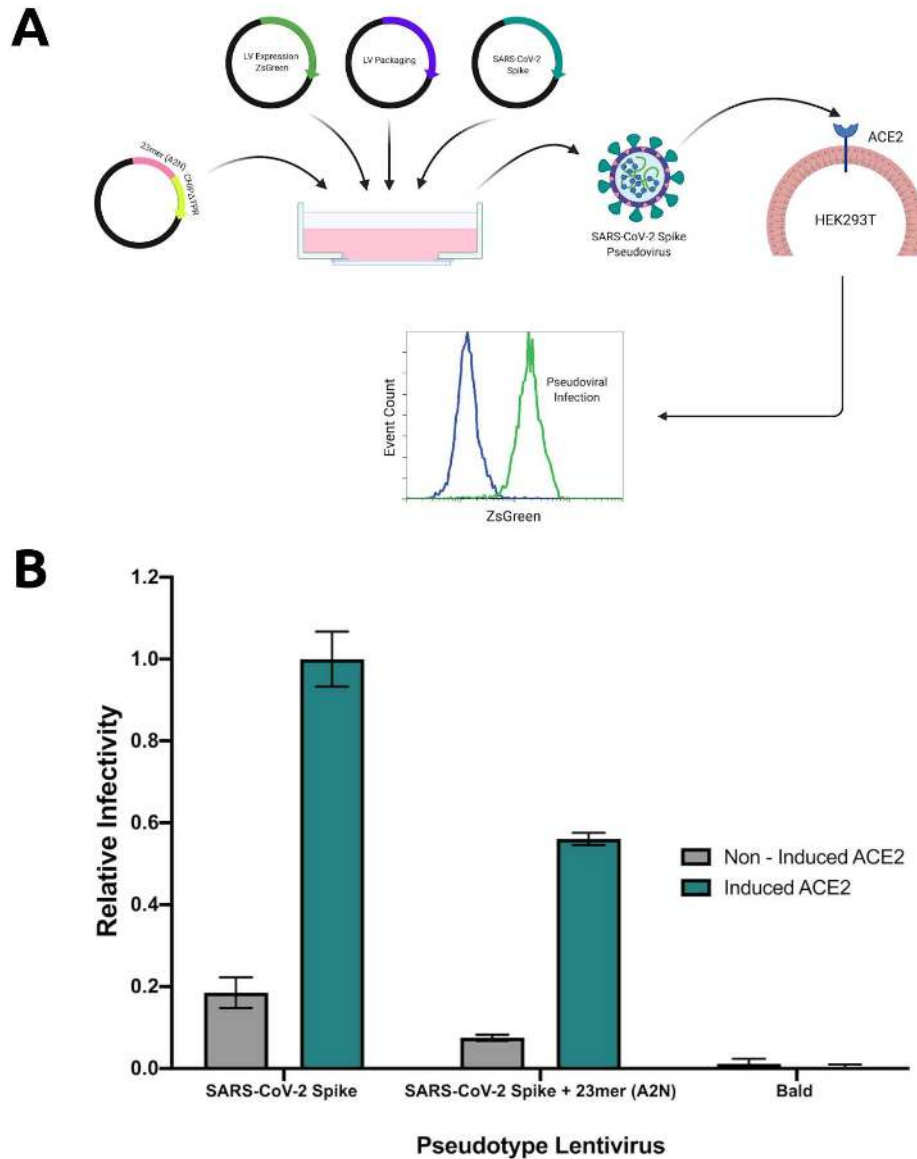 A
LV Expression
ZsGreen
LV Packaging
SARS-CoV-2
Spike
23mer (A2N) CHIPΔTPR
SARS-CoV-2 Spike
Pseudovirus
ACE2
HEK293T
Event Count
Pseudoviral
Infection
ZsGreen
B
Relative Infectivity
1.2
1.0
0.8
0.6
0.4
0.2
0.0
Non - Induced ACE2
Induced ACE2
SARS-CoV-2 Spike
SARS-CoV-2 Spike + 23mer (A2N)
Bald
Pseudotype Lentivirus